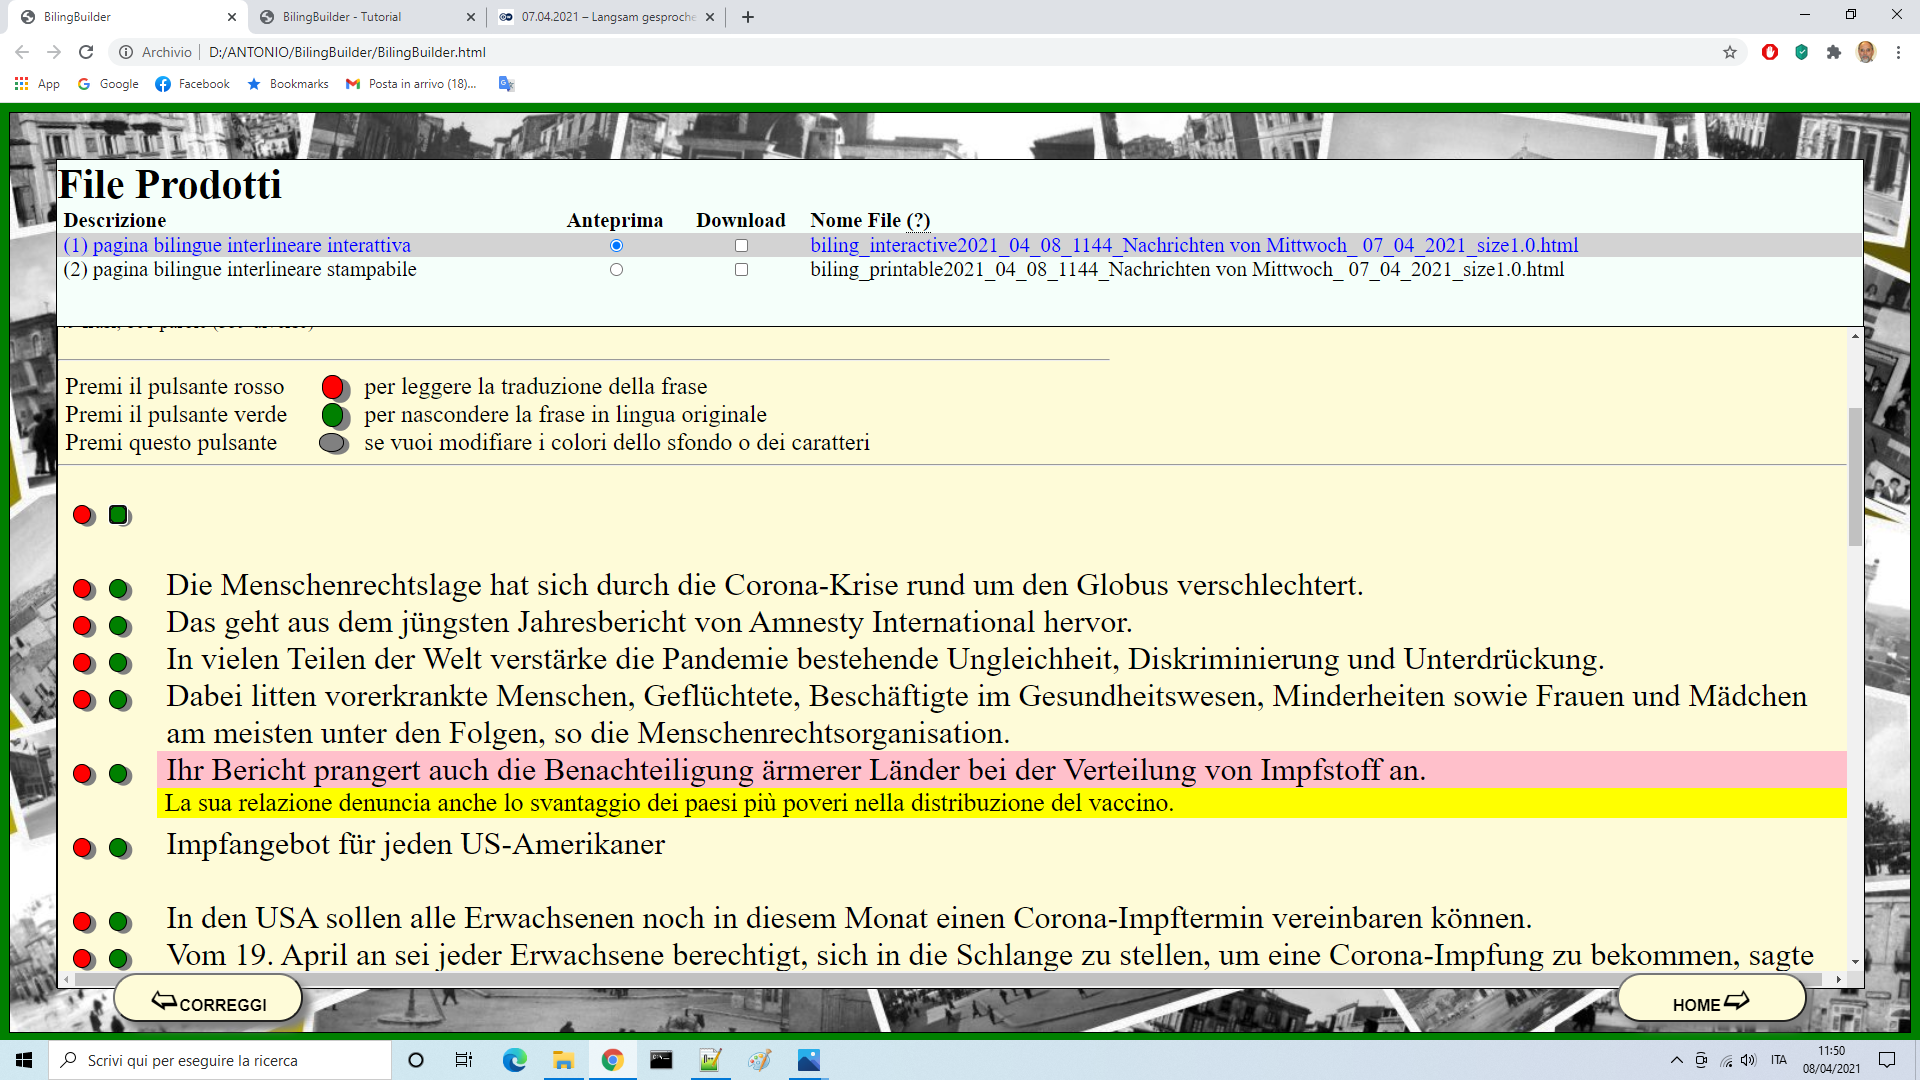 BilingBuilder
BilingBuilder - Tutorial
07.04.2021 – Langsam gesproche
Archivio
D:/ANTONIO/BilingBuilder/BilingBuilder.html
App
Google
Facebook
Bookmarks
Posta in arrivo (18)...
File Prodotti
Descrizione Anteprima Download Nome File (?)
(1) pagina bilingue interlineare interattiva biling_interactive2021_04_08_1144_Nachrichten von Mittwoch_ 07_04_2021_size1.0.html
(2) pagina bilingue interlineare stampabile biling_printable2021_04_08_1144_Nachrichten von Mittwoch_ 07_04_2021_size1.0.html
Premi il pulsante rosso per leggere la traduzione della frase
Premi il pulsante verde per nascondere la frase in lingua originale
Premi questo pulsante se vuoi modifiare i colori dello sfondo o dei caratteri
Die Menschenrechtslage hat sich durch die Corona-Krise rund um den Globus verschlechtert.
Das geht aus dem jüngsten Jahresbericht von Amnesty International hervor.
In vielen Teilen der Welt verstärke die Pandemie bestehende Ungleichheit, Diskriminierung und Unterdrückung.
Dabei litten vorerkrankte Menschen, Geflüchtete, Beschäftigte im Gesundheitswesen, Minderheiten sowie Frauen und Mädchen
am meisten unter den Folgen, so die Menschenrechtsorganisation.
Ihr Bericht prangert auch die Benachteiligung ärmerer Länder bei der Verteilung von Impfstoff an.
La sua relazione denuncia anche lo svantaggio dei paesi più poveri nella distribuzione del vaccino.
Impfangebot für jeden US-Amerikaner
In den USA sollen alle Erwachsenen noch in diesem Monat einen Corona-Impftermin vereinbaren können.
Vom 19. April an sei jeder Erwachsene berechtigt, sich in die Schlange zu stellen, um eine Corona-Impfung zu bekommen, sagte
CORREGGI
HOME
Scrivi qui per eseguire la ricerca
ITA
11:50
08/04/2021